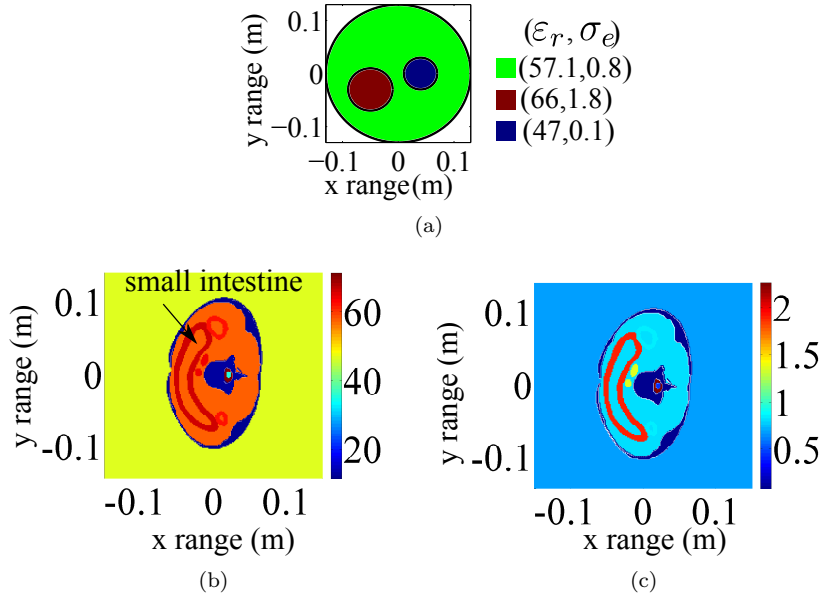 (εr, σe)
y range (m)
0.1
0
−0.1
(57.1,0.8)
(66,1.8)
(47,0.1)
−0.1 0 0.1
x range(m)
(a)
small intestine
y range (m)
0.1
0
-0.1
60
40
20
-0.1 0 0.1
x range (m)
(b)
y range (m)
0.1
0
-0.1
2
1.5
1
0.5
-0.1 0 0.1
x range (m)
(c)